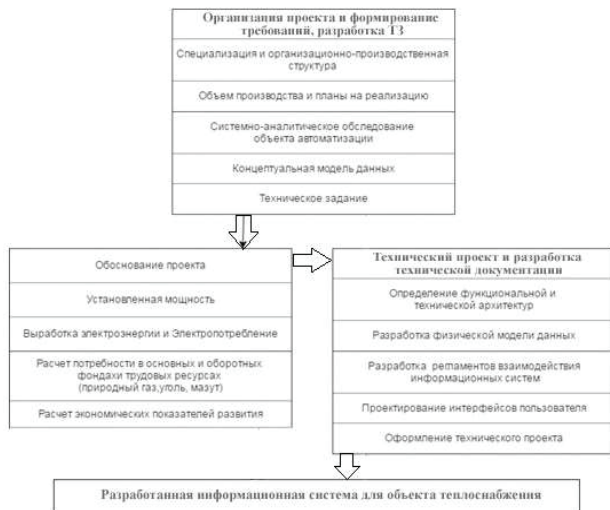 Организация проекта и формирование
требований, разработка ТЗ
Специализация и организационно-производственная
структура
Объем производства и планы на реализацию
Системно-аналитическое обследование
объекта автоматизации
Концептуальная модель данных
Техническое задание
Обоснование проекта
Установленная мощность
Выработка электроэнергии и Электропотребление
Расчет потребности в основных и оборотных
фондахи трудовых ресурсах
(природный газ,уголь, мазут)
Расчет экономических показателей развития
Технический проект и разработка
технической документации
Определение функциональной и
технической архитектур
Разработка физической модели данных
Разработка регламентов взаимодействия
информационных систем
Проектирование интерфейсов пользователя
Оформление технического проекта
Разработанная информационная система для объекта теплоснабжения